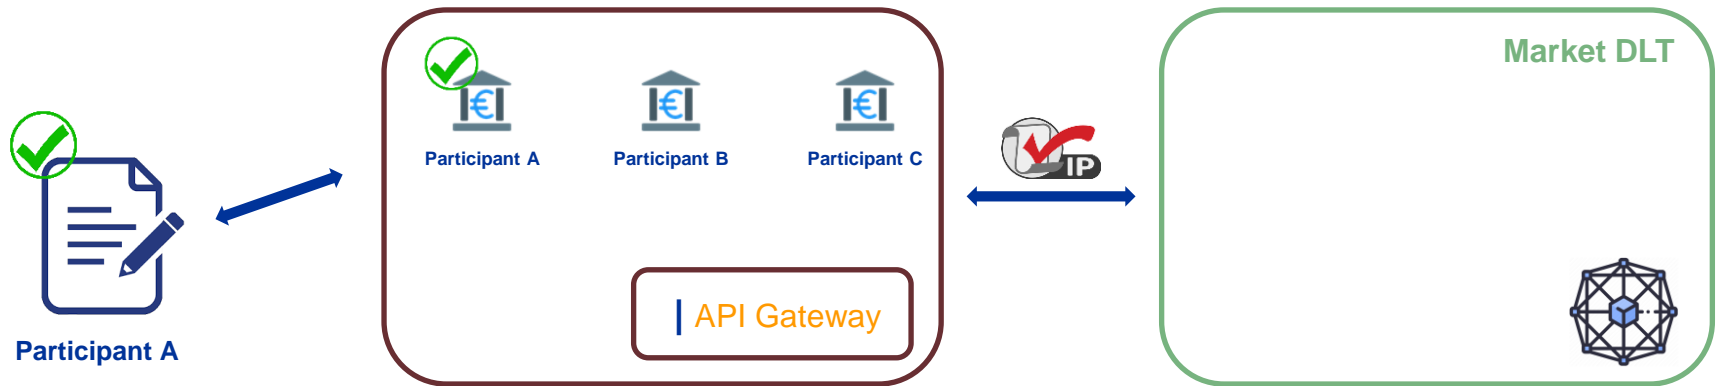 Market DLT
Participant A
Participant B
Participant C
IP
| API Gateway
Participant A